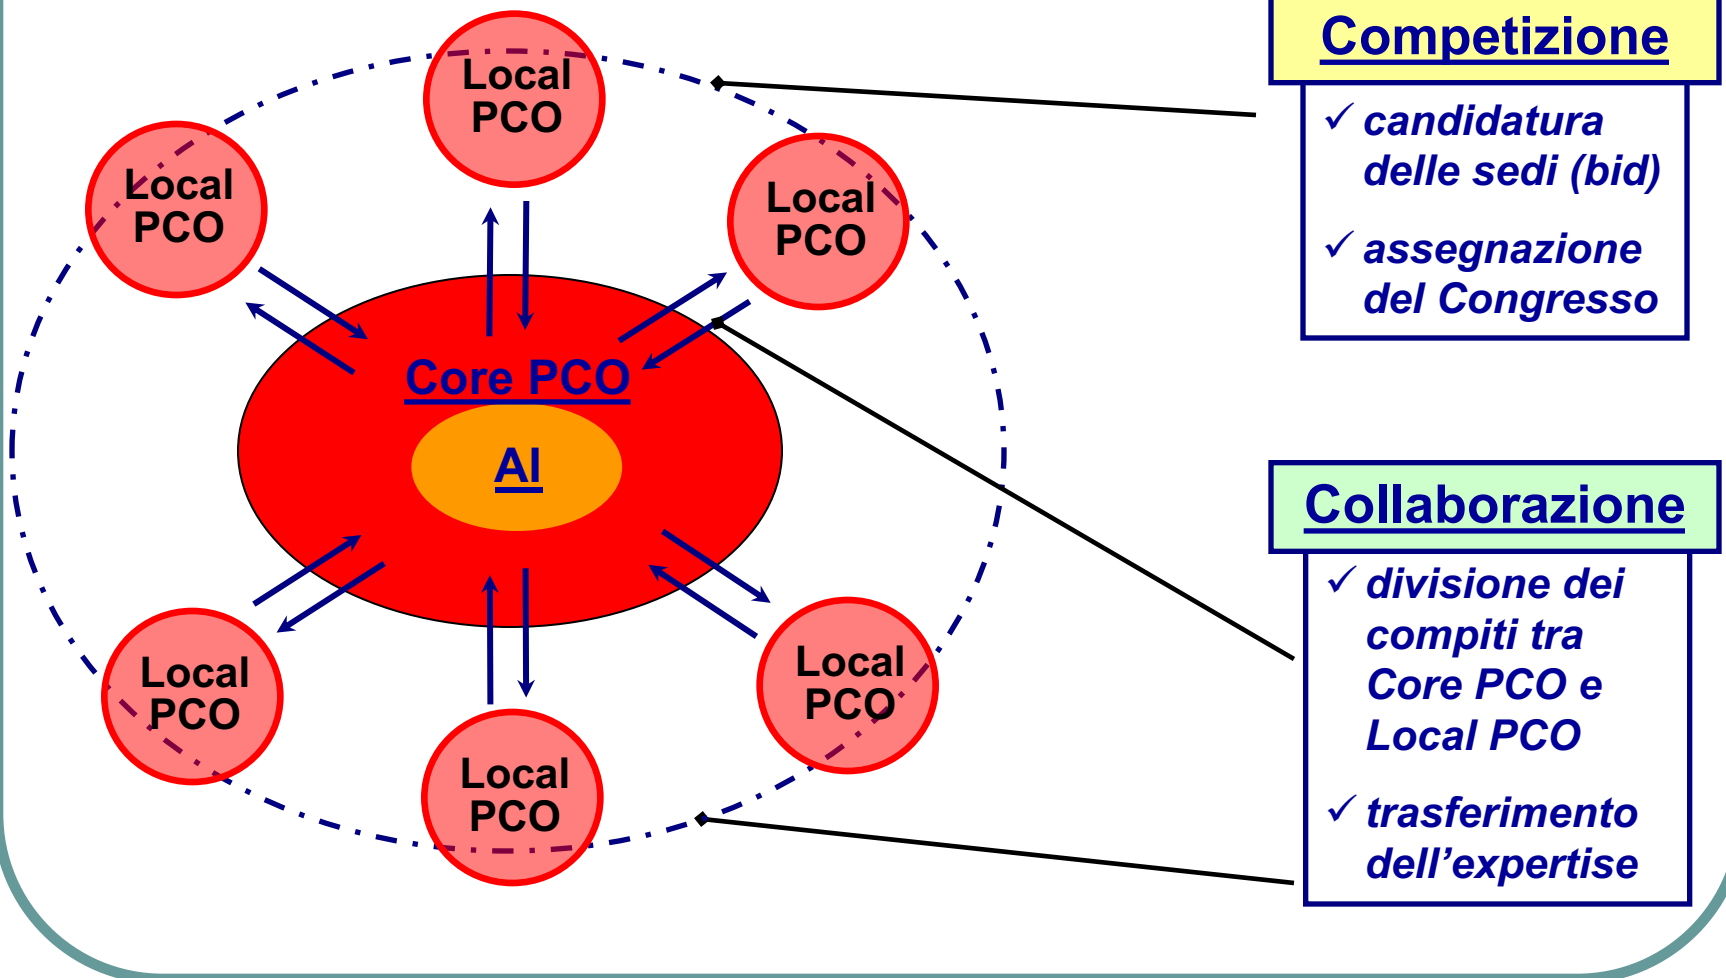 Local
PCO
Local
PCO
Local
PCO
Core PCO
AI
Local
PCO
Local
PCO
Local
PCO
Competizione
✓ candidatura
delle sedi (bid)
✓ assegnazione
del Congresso
Collaborazione
✓ divisione dei
compiti tra
Core PCO e
Local PCO
✓ trasferimento
dell’expertise